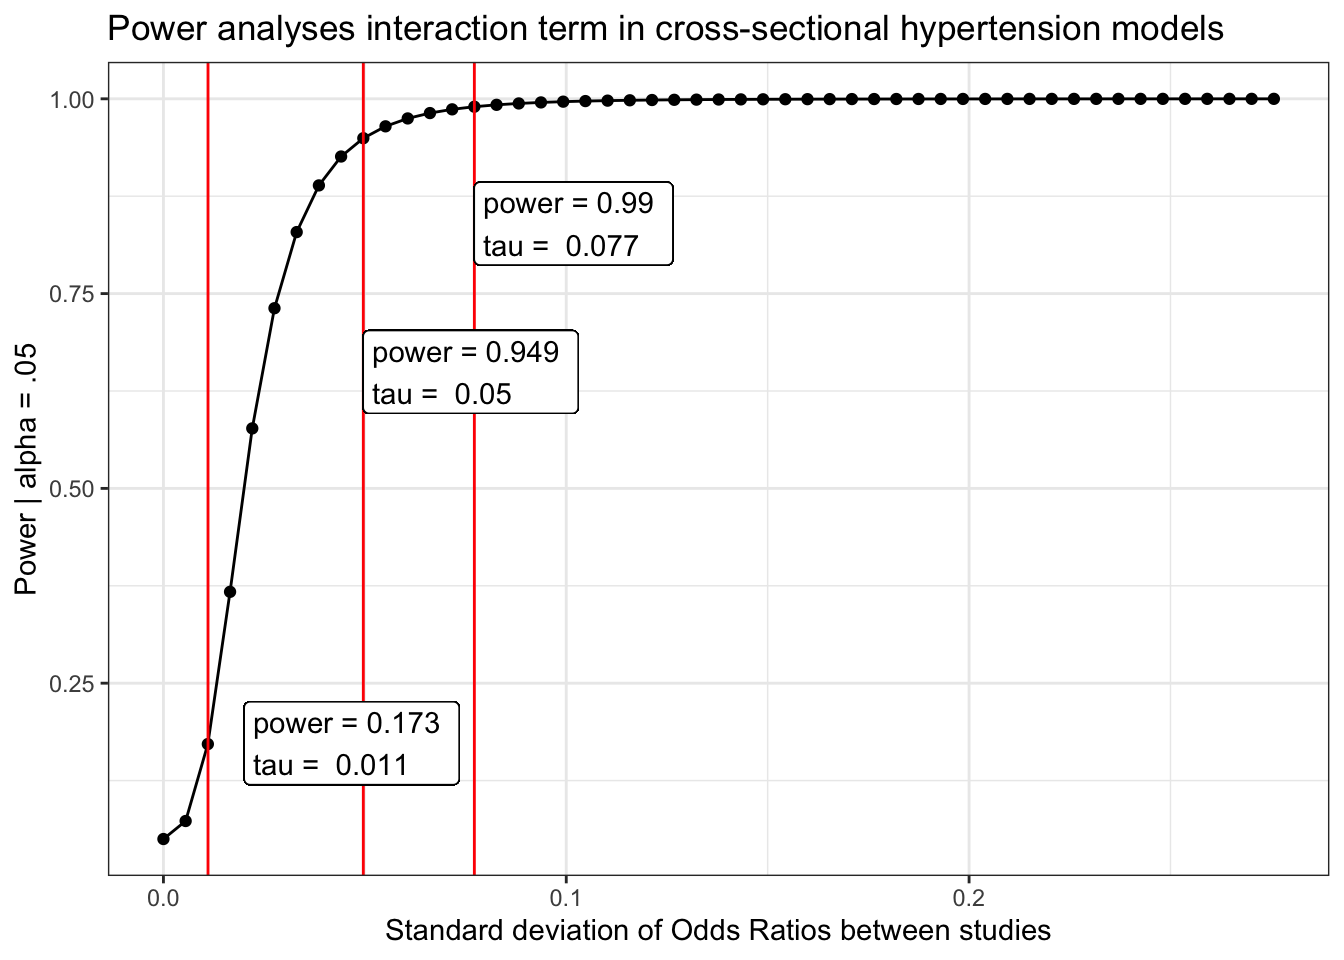 Power analyses interaction term in cross-sectional hypertension models
1.00
0.75
0.50
0.25
Power | alpha = .05
power = 0.99
tau =  0.077
power = 0.949
tau =  0.05
power = 0.173
tau =  0.011
0.0
0.1
0.2
Standard deviation of Odds Ratios between studies